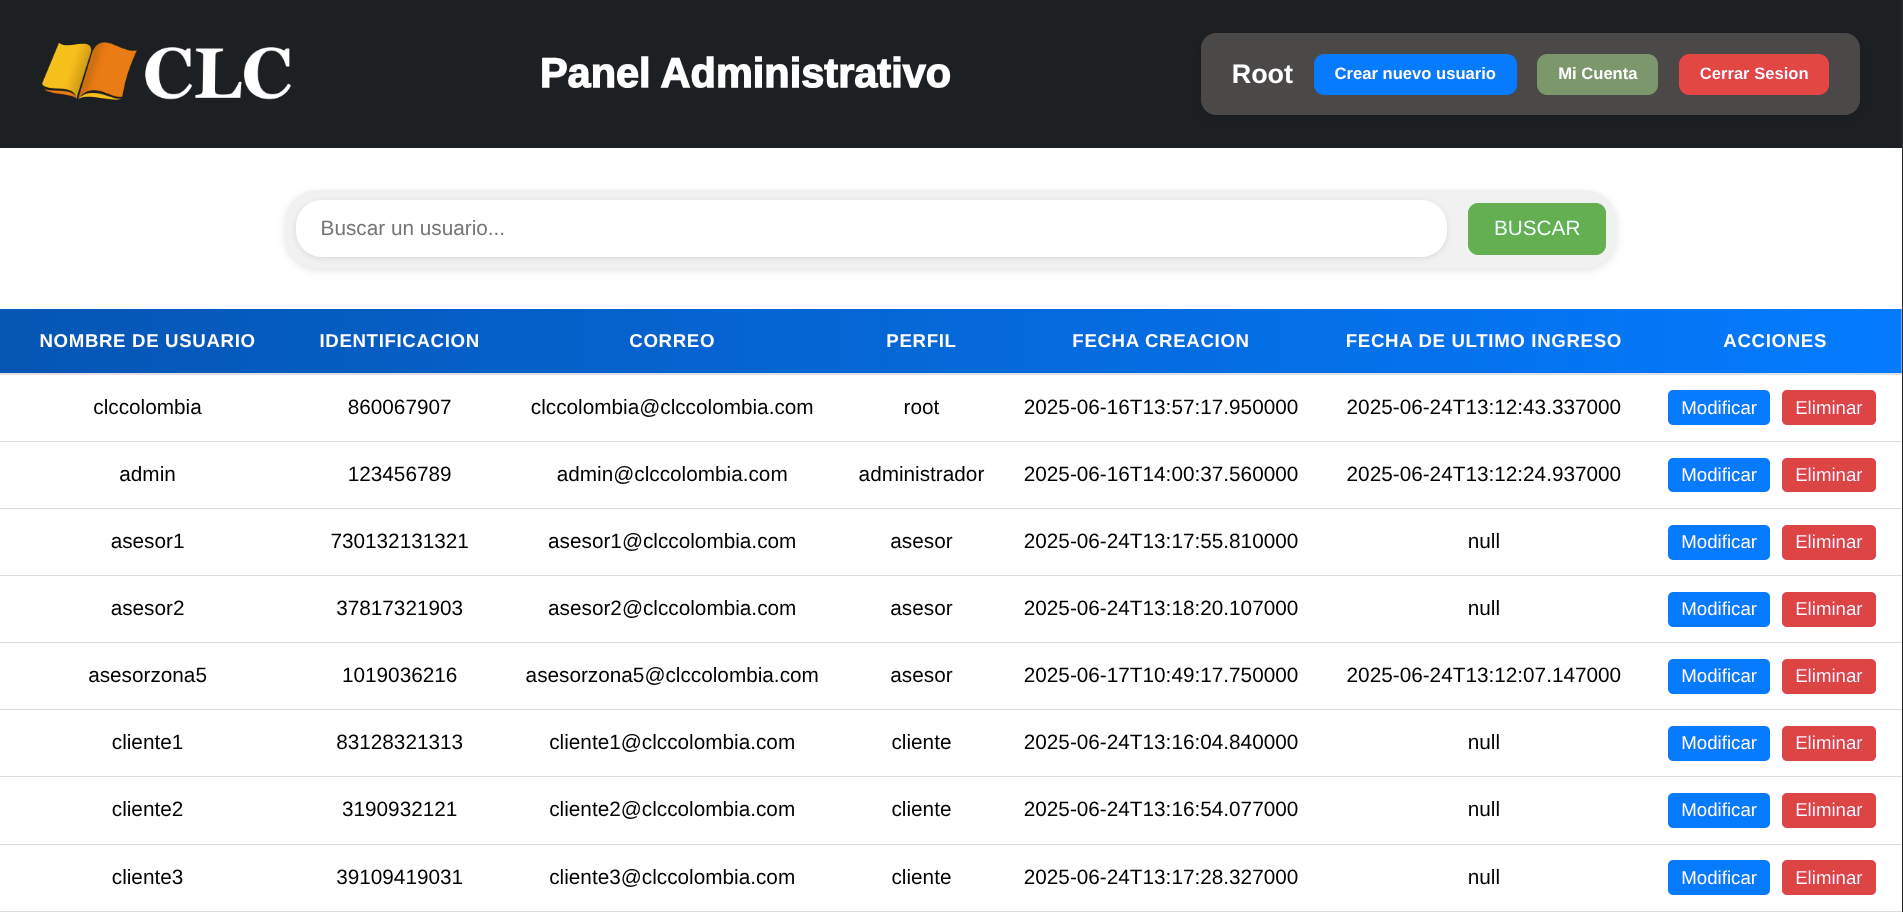 CLC
Panel Administrativo
Root Crear nuevo usuario Mi Cuenta Cerrar Sesion
Buscar un usuario... BUSCAR
NOMBRE DE USUARIO IDENTIFICACION CORREO PERFIL FECHA CREACION FECHA DE ULTIMO INGRESO ACCIONES
clccolombia 860067907 clccolombia@clccolombia.com root 2025-06-16T13:57:17.950000 2025-06-24T13:12:43.337000 Modificar Eliminar
admin 123456789 admin@clccolombia.com administrador 2025-06-16T14:00:37.560000 2025-06-24T13:12:24.937000 Modificar Eliminar
asesor1 730132131321 asesor1@clccolombia.com asesor 2025-06-24T13:17:55.810000 null Modificar Eliminar
asesor2 37817321903 asesor2@clccolombia.com asesor 2025-06-24T13:18:20.107000 null Modificar Eliminar
asesorzona5 1019036216 asesorzona5@clccolombia.com asesor 2025-06-17T10:49:17.750000 2025-06-24T13:12:07.147000 Modificar Eliminar
cliente1 83128321313 cliente1@clccolombia.com cliente 2025-06-24T13:16:04.840000 null Modificar Eliminar
cliente2 3190932121 cliente2@clccolombia.com cliente 2025-06-24T13:16:54.077000 null Modificar Eliminar
cliente3 39109419031 cliente3@clccolombia.com cliente 2025-06-24T13:17:28.327000 null Modificar Eliminar